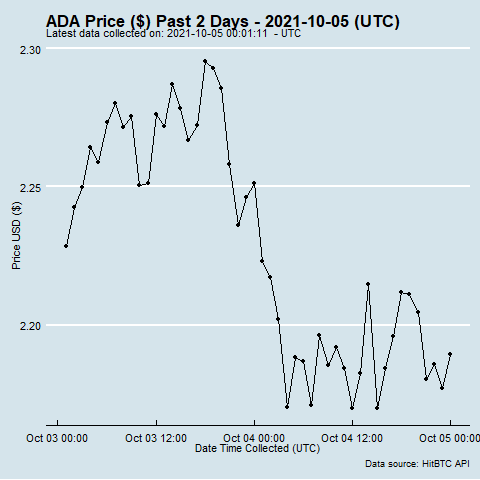 ADA Price ($) Past 2 Days - 2021-10-05 (UTC)
Latest data collected on: 2021-10-05 00:01:11  - UTC
2.30
2.25
2.20
Price USD ($)
Oct 03 00:00 Oct 03 12:00 Oct 04 00:00 Oct 04 12:00 Oct 05 00:00
Date Time Collected (UTC)
Data source: HitBTC API